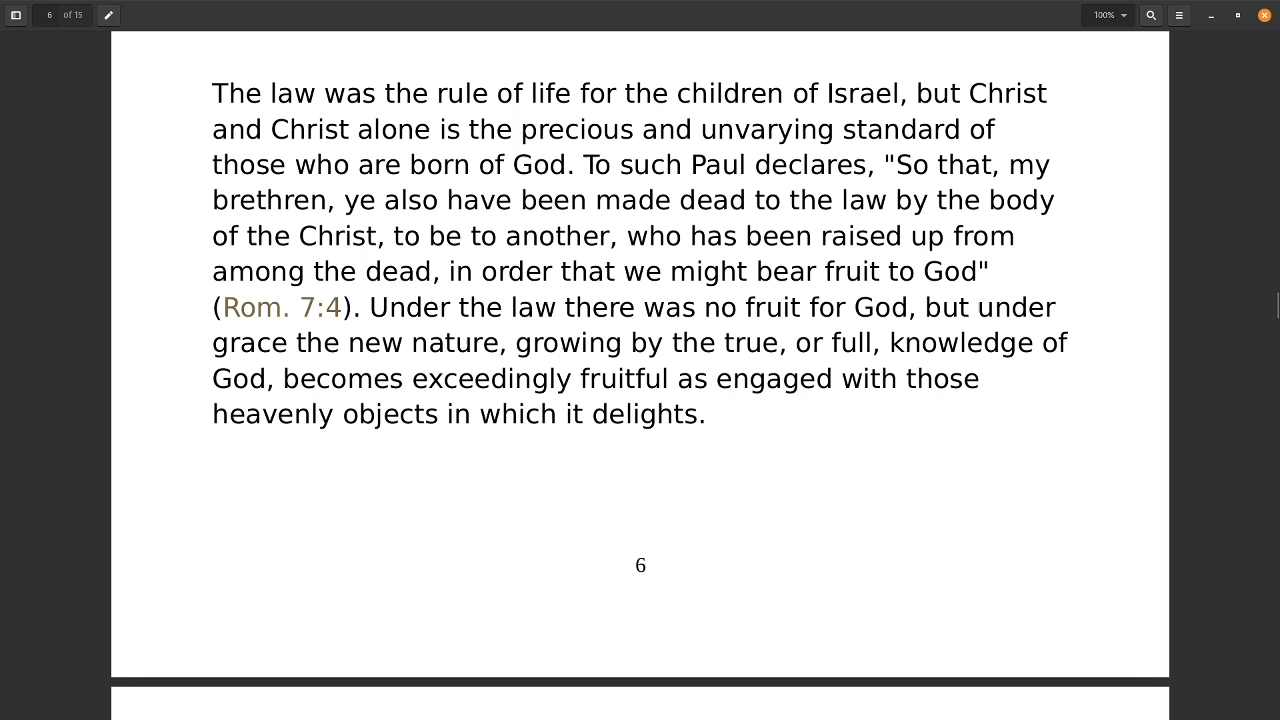 6 of 15
100%
The law was the rule of life for the children of Israel, but Christ
and Christ alone is the precious and unvarying standard of
those who are born of God. To such Paul declares, "So that, my
brethren, ye also have been made dead to the law by the body
of the Christ, to be to another, who has been raised up from
among the dead, in order that we might bear fruit to God"
(Rom. 7:4). Under the law there was no fruit for God, but under
grace the new nature, growing by the true, or full, knowledge of
God, becomes exceedingly fruitful as engaged with those
heavenly objects in which it delights.
6